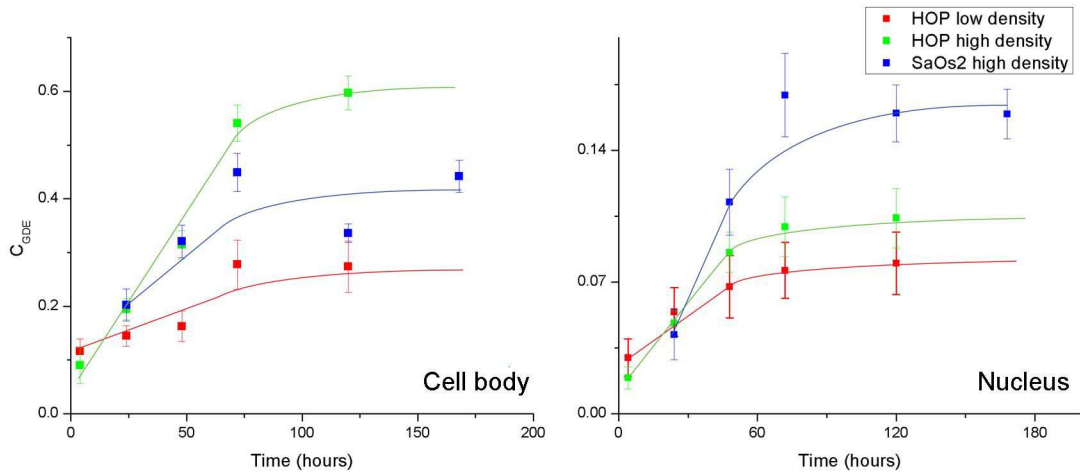 HOP low density
HOP high density
SaOs2 high density
0.6
0.4
0.2
0.0
C_GDE
0
50
100
150
200
Time (hours)
Cell body
0.14
0.07
0.00
0
60
120
180
Time (hours)
Nucleus